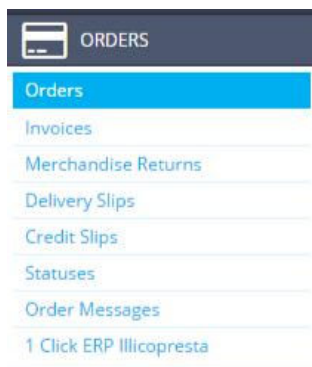 ORDERS
Orders
Invoices
Merchandise Returns
Delivery Slips
Credit Slips
Statuses
Order Messages
1 Click ERP Illicopresta